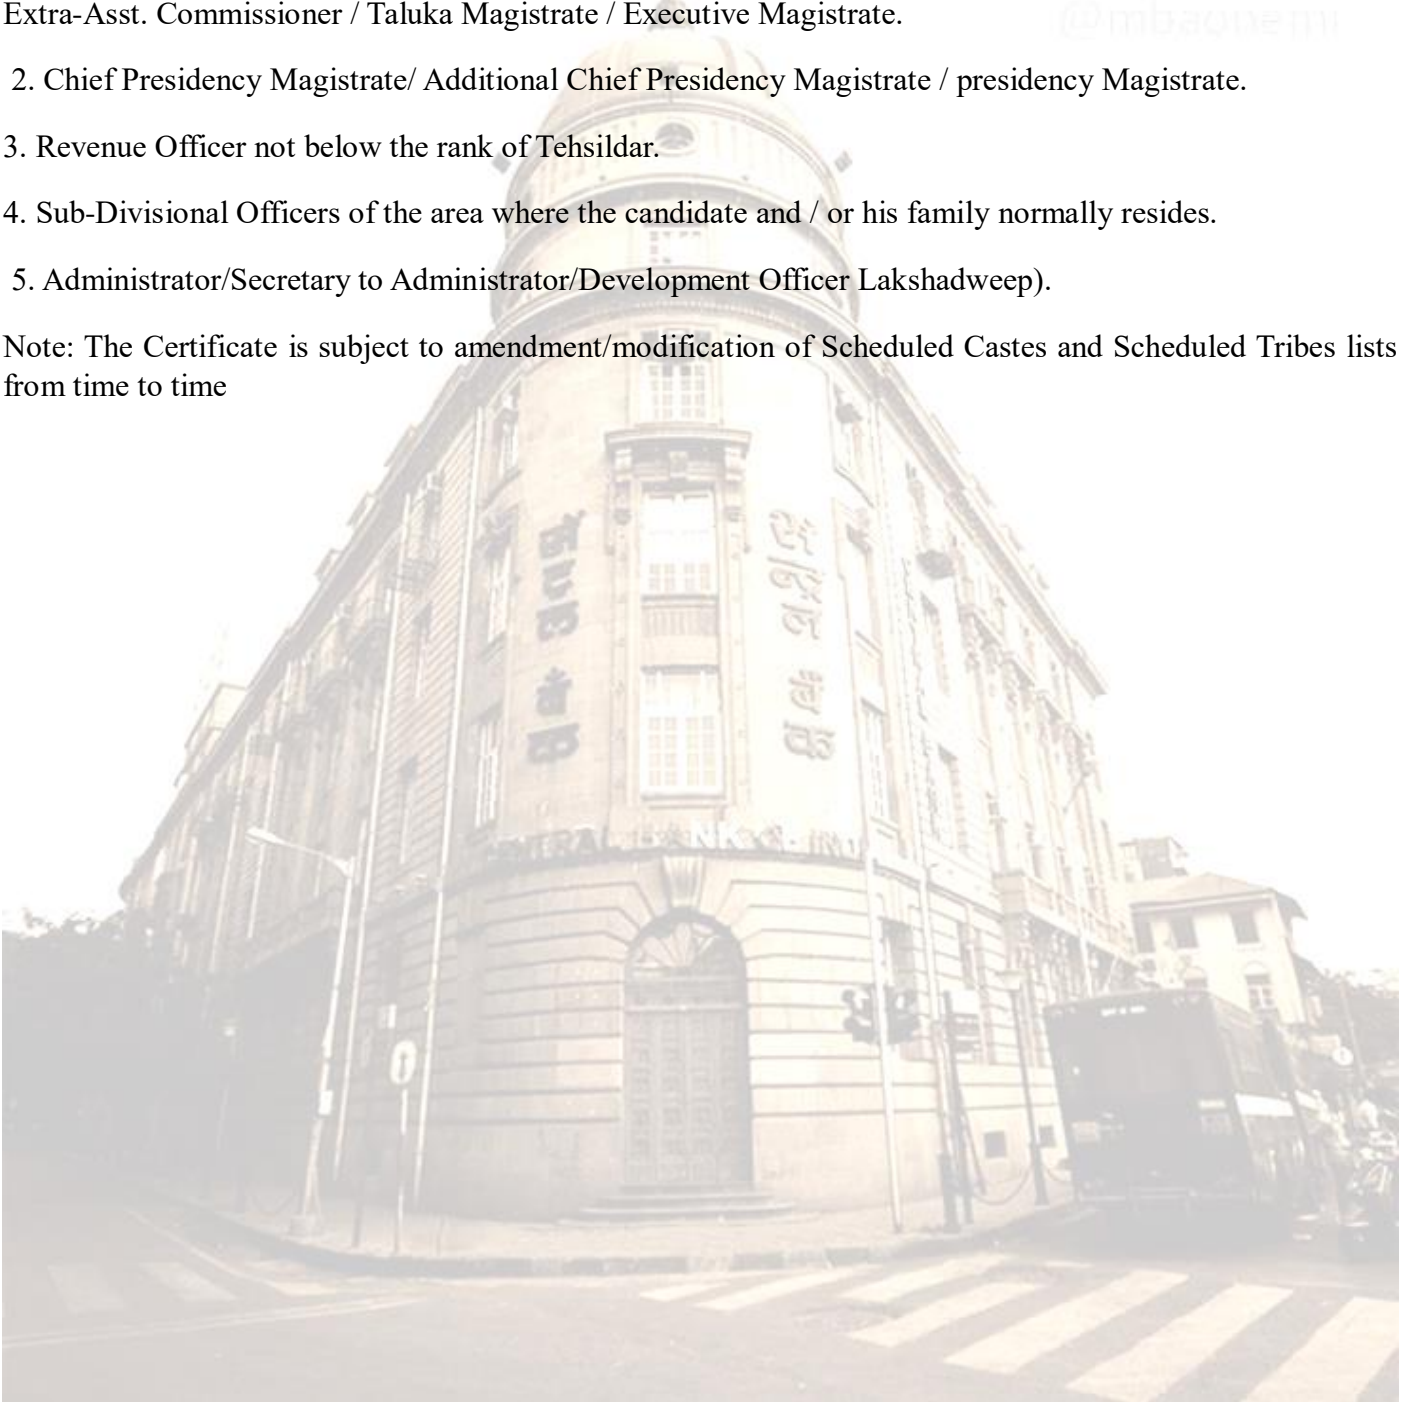 Extra-Asst. Commissioner / Taluka Magistrate / Executive Magistrate.
@mbaonemi
2. Chief Presidency Magistrate/ Additional Chief Presidency Magistrate / presidency Magistrate.
3. Revenue Officer not below the rank of Tehsildar.
4. Sub-Divisional Officers of the area where the candidate and / or his family normally resides.
5. Administrator/Secretary to Administrator/Development Officer Lakshadweep).
Note: The Certificate is subject to amendment/modification of Scheduled Castes and Scheduled Tribes lists
from time to time